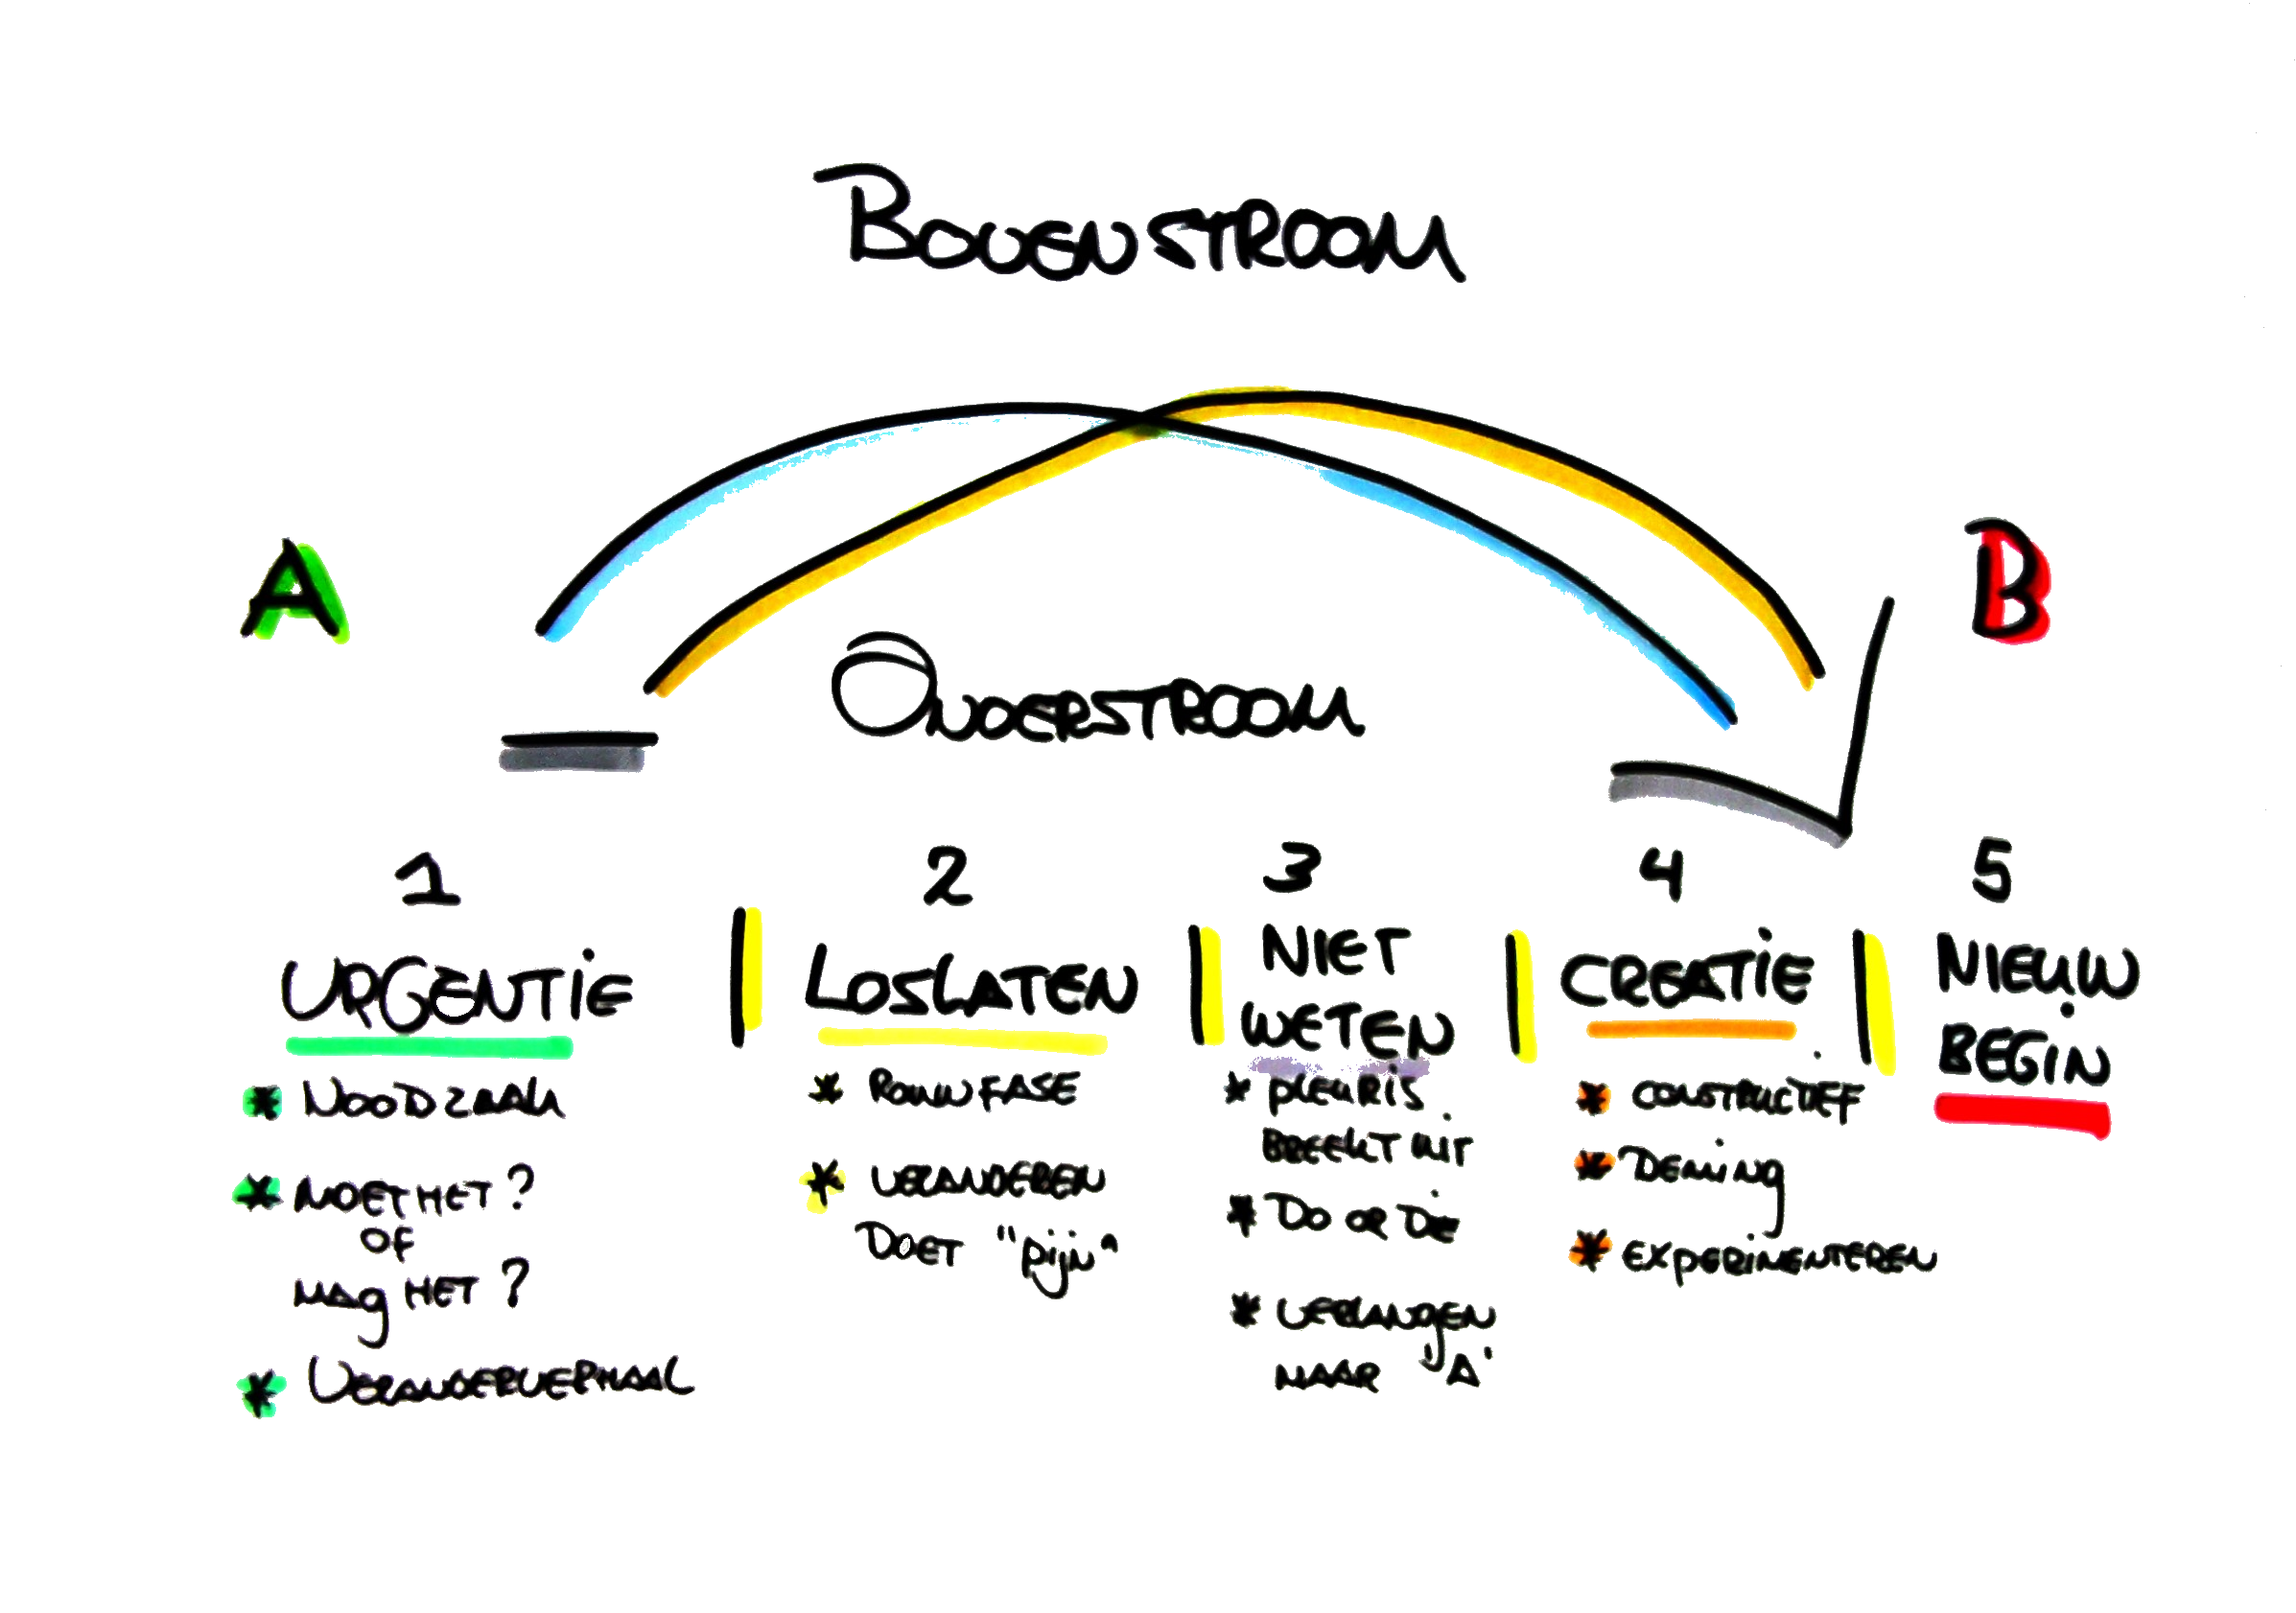 BOVENSTROOM
A
B
ONDERSTROOM
1
URGENTIE
* NOODZAAK
* MOET HET?
OF
MAG HET?
* VERANDERVERHAAL
2
LOSLATEN
* ROUWFASE
* VERANDEREN
DOET "pijn"
3
NIET
WETEN
* pLEURIS
BREEKT UIT
* DO OR DIE
* VERLANGEN
NAAR 'A'
4
CREATIE
* CONSTRUCTIEF
* DEMING
* EXPERIMENTEREN
5
NIEUW
BEGIN